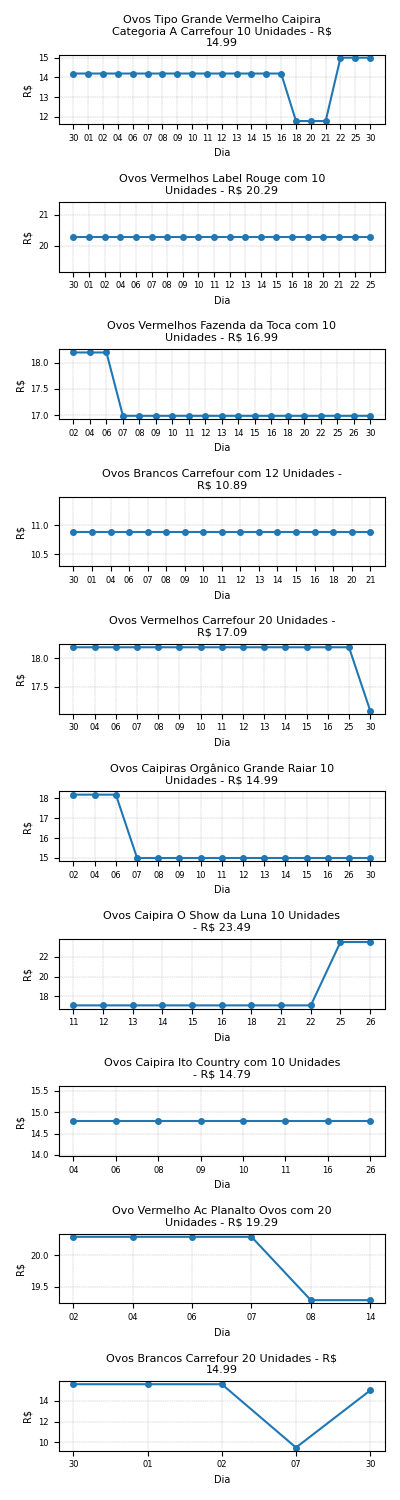 Ovos Tipo Grande Vermelho Caipira
Categoria A Carrefour 10 Unidades - R$
14.99
15
14
13
12
R$
30 01 02 04 06 07 08 09 10 11 12 13 14 15 16 18 20 21 22 25 30
Dia
Ovos Vermelhos Label Rouge com 10
Unidades - R$ 20.29
21
20
R$
30 01 02 04 06 07 08 09 10 11 12 13 14 15 16 18 20 21 22 25
Dia
Ovos Vermelhos Fazenda da Toca com 10
Unidades - R$ 16.99
18.0
17.5
17.0
R$
02 04 06 07 08 09 10 11 12 13 14 15 16 18 20 22 25 26 30
Dia
Ovos Brancos Carrefour com 12 Unidades -
R$ 10.89
11.0
10.5
R$
30 01 04 06 07 08 09 10 11 12 13 14 15 16 18 20 21
Dia
Ovos Vermelhos Carrefour 20 Unidades -
R$ 17.09
18.0
17.5
R$
30 04 06 07 08 09 10 11 12 13 14 15 16 25 30
Dia
Ovos Caipiras Orgânico Grande Raiar 10
Unidades - R$ 14.99
18
17
16
15
R$
02 04 06 07 08 09 10 11 12 13 14 15 16 26 30
Dia
Ovos Caipira O Show da Luna 10 Unidades
- R$ 23.49
22
20
18
R$
11 12 13 14 15 16 18 21 22 25 26
Dia
Ovos Caipira Ito Country com 10 Unidades
- R$ 14.79
15.5
15.0
14.5
14.0
R$
04 06 08 09 10 11 16 26
Dia
Ovo Vermelho Ac Planalto Ovos com 20
Unidades - R$ 19.29
20.0
19.5
R$
02 04 06 07 08 14
Dia
Ovos Brancos Carrefour 20 Unidades - R$
14.99
14
12
10
R$
30 01 02 07 30
Dia